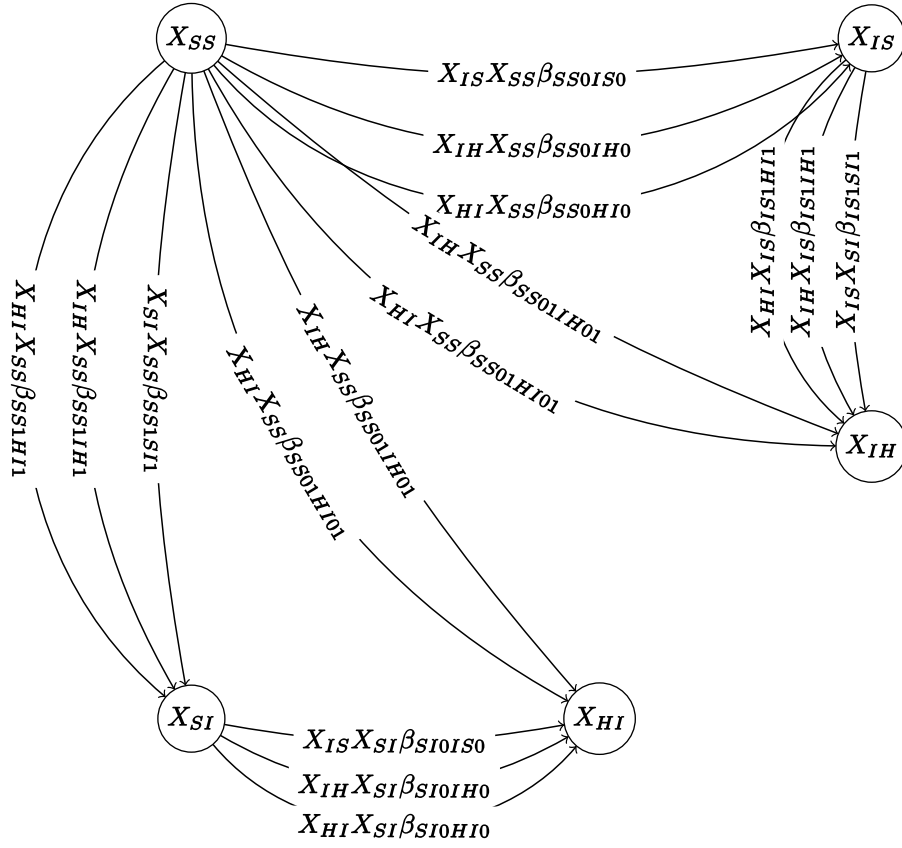 X_{SS}
X_{IS}
X_{IS}X_{SS}β_{SS0IS0}
X_{IH}X_{SS}β_{SS0IH0}
X_{HI}X_{SS}β_{SS0HI0}
X_{IH}X_{SS}β_{SS01IH01}
X_{HI}X_{SS}β_{SS01HI01}
X_{HI}X_{IS}β_{IS1HI1}
X_{IH}X_{IS}β_{IS1IH1}
X_{IS}X_{SI}β_{IS1SI1}
X_{HI}X_{SS}β_{SS1HI1}
X_{IH}X_{SS}β_{SS1IH1}
X_{SI}X_{SS}β_{SS1SI1}
X_{HI}X_{SS}β_{SS01HI01}
X_{IH}X_{SS}β_{SS01IH01}
X_{IH}
X_{SI}
X_{HI}
X_{IS}X_{SI}β_{SI0IS0}
X_{IH}X_{SI}β_{SI0IH0}
X_{HI}X_{SI}β_{SI0HI0}